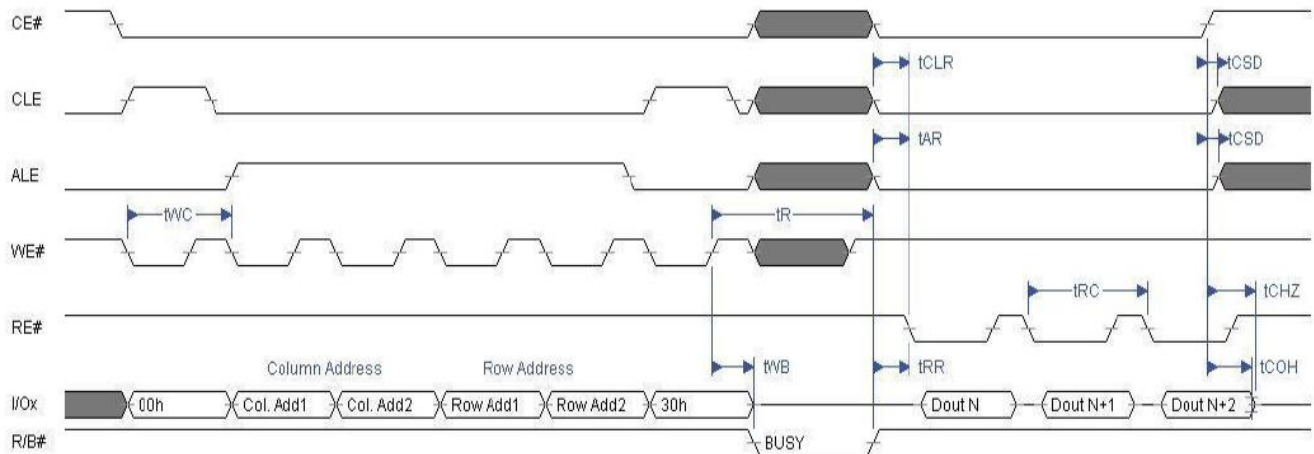 CE#
tCLR
tCSD
CLE
tAR
tCSD
ALE
tWC
tR
WE#
tRC
tCHZ
RE#
Column Address
Row Address
tWB
tRR
tCOH
I/Ox
00h
Col. Add1
Col. Add2
Row Add1
Row Add2
30h
Dout N
Dout N+1
Dout N+2
R/B#
BUSY